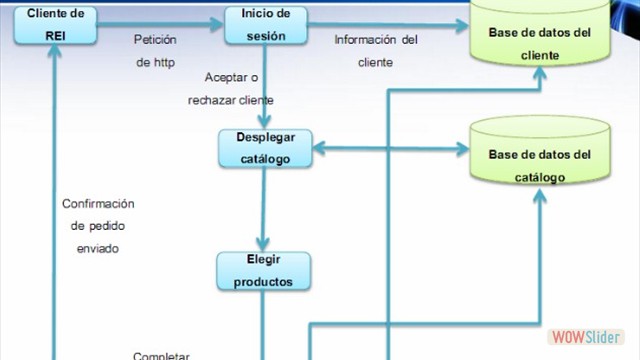 Cliente de
REI
Petición
de http
Inicio de
sesión
Información del
cliente
Base de datos del
cliente
Aceptar o
rechazar cliente
Desplegar
catálogo
Base de datos del
catálogo
Confirmación
de pedido
enviado
Elegir
productos
Completar
WOWSlider